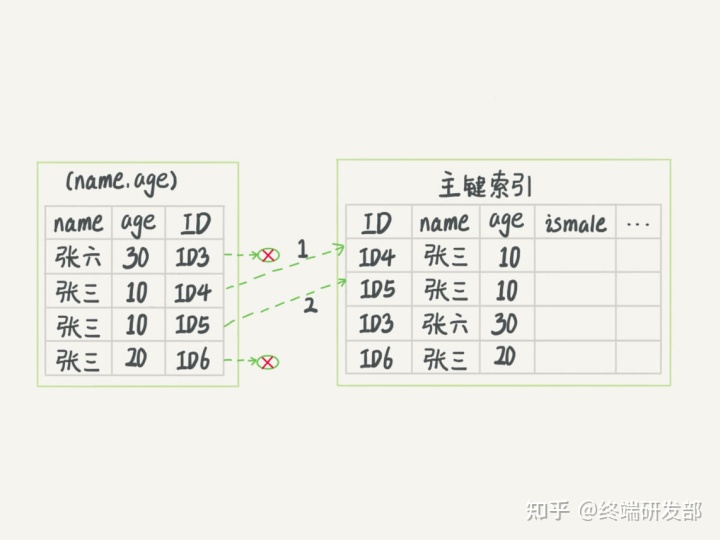 (name.age)
name age ID
张六 30 ID3
张三 10 ID4
张三 10 ID5
张三 20 ID6
1
2
主键索引
ID name age ismale ...
ID4 张三 10
ID5 张三 10
ID3 张六 30
ID6 张三 20
知乎 @终端研发部